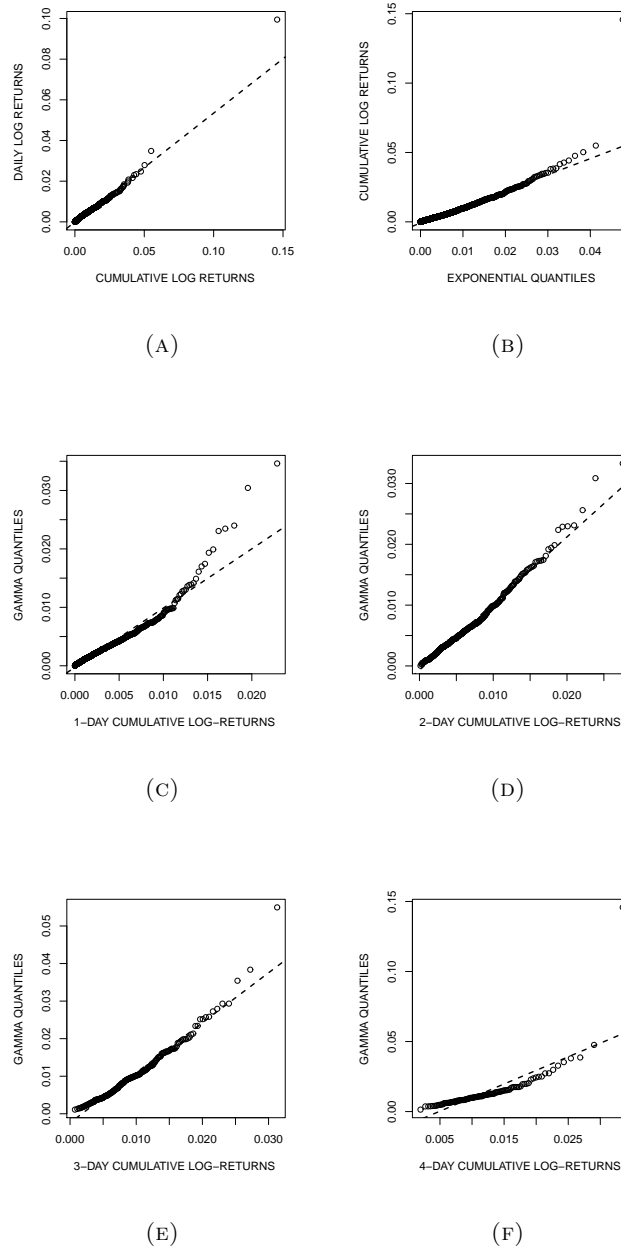 0.00 0.02 0.04 0.06 0.08 0.10
DAILY LOG RETURNS
0.00 0.05 0.10 0.15
CUMULATIVE LOG RETURNS
(A)
0.00 0.05 0.10 0.15
CUMULATIVE LOG RETURNS
0.00 0.01 0.02 0.03 0.04
EXPONENTIAL QUANTILES
(B)
0.000 0.010 0.020 0.030
GAMMA QUANTILES
0.000 0.005 0.010 0.015 0.020
1−DAY CUMULATIVE LOG−RETURNS
(C)
0.000 0.010 0.020 0.030
GAMMA QUANTILES
0.000 0.010 0.020
2−DAY CUMULATIVE LOG−RETURNS
(D)
0.00 0.01 0.02 0.03 0.04 0.05
GAMMA QUANTILES
0.000 0.010 0.020 0.030
3−DAY CUMULATIVE LOG−RETURNS
(E)
0.00 0.05 0.10 0.15
GAMMA QUANTILES
0.005 0.015 0.025
4−DAY CUMULATIVE LOG−RETURNS
(F)